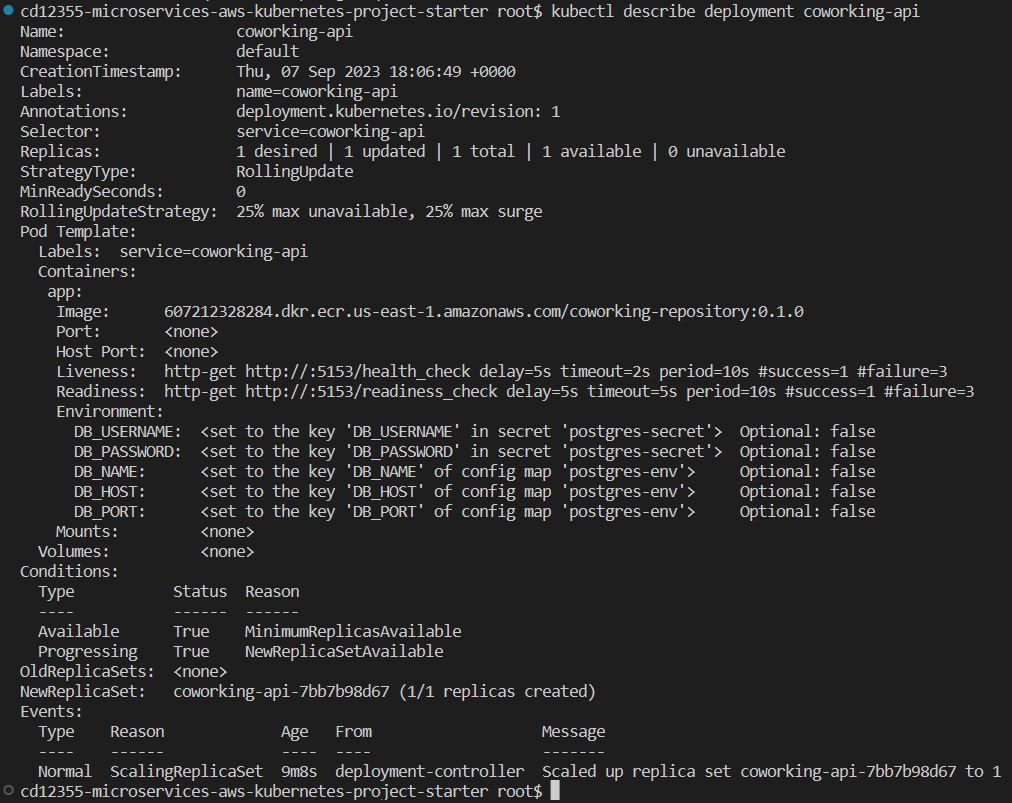 cd12355-microservices-aws-kubernetes-project-starter root$ kubectl describe deployment coworking-api
Name:                   coworking-api
Namespace:              default
CreationTimestamp:      Thu, 07 Sep 2023 18:06:49 +0000
Labels:                 name=coworking-api
Annotations:            deployment.kubernetes.io/revision: 1
Selector:               service=coworking-api
Replicas:               1 desired | 1 updated | 1 total | 1 available | 0 unavailable
StrategyType:           RollingUpdate
MinReadySeconds:        0
RollingUpdateStrategy:  25% max unavailable, 25% max surge
Pod Template:
  Labels:  service=coworking-api
  Containers:
   app:
    Image:      607212328284.dkr.ecr.us-east-1.amazonaws.com/coworking-repository:0.1.0
    Port:       <none>
    Host Port:  <none>
    Liveness:   http-get http://:5153/health_check delay=5s timeout=2s period=10s #success=1 #failure=3
    Readiness:  http-get http://:5153/readiness_check delay=5s timeout=5s period=10s #success=1 #failure=3
    Environment:
      DB_USERNAME:  <set to the key 'DB_USERNAME' in secret 'postgres-secret'>  Optional: false
      DB_PASSWORD:  <set to the key 'DB_PASSWORD' in secret 'postgres-secret'>  Optional: false
      DB_NAME:      <set to the key 'DB_NAME' of config map 'postgres-env'>     Optional: false
      DB_HOST:      <set to the key 'DB_HOST' of config map 'postgres-env'>     Optional: false
      DB_PORT:      <set to the key 'DB_PORT' of config map 'postgres-env'>     Optional: false
    Mounts:         <none>
  Volumes:          <none>
Conditions:
  Type           Status  Reason
  ----           ------  ------
  Available      True    MinimumReplicasAvailable
  Progressing    True    NewReplicaSetAvailable
OldReplicaSets:  <none>
NewReplicaSet:   coworking-api-7bb7b98d67 (1/1 replicas created)
Events:
  Type    Reason             Age   From                   Message
  ----    ------             ----  ----                   -------
  Normal  ScalingReplicaSet  9m8s  deployment-controller  Scaled up replica set coworking-api-7bb7b98d67 to 1
cd12355-microservices-aws-kubernetes-project-starter root$